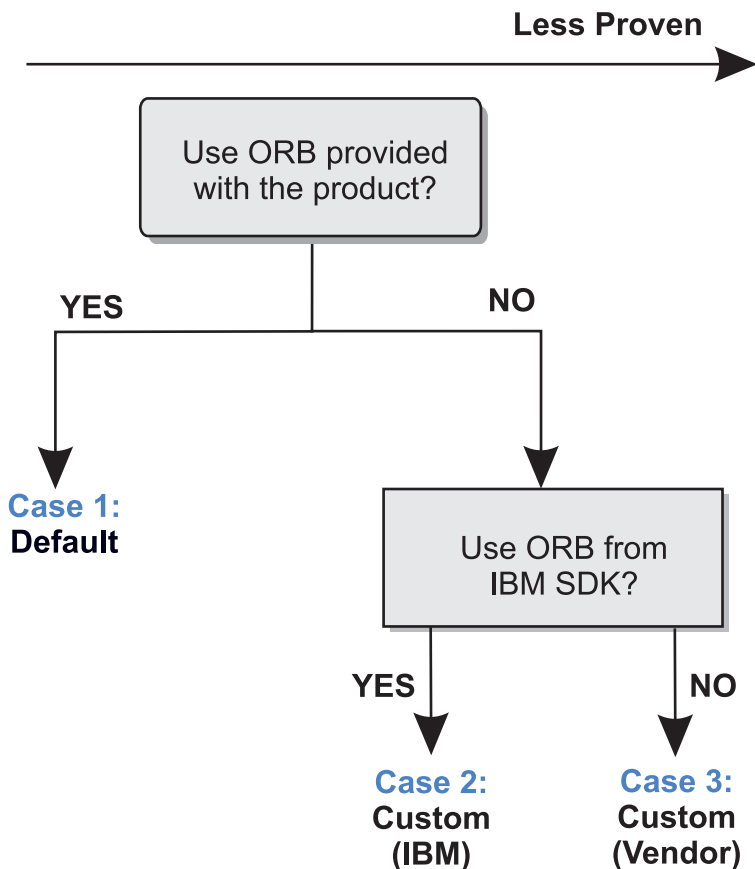 Less Proven
Use ORB provided
with the product?
YES
NO
Case 1:
Default
Use ORB from
IBM SDK?
YES
NO
Case 2:
Custom
(IBM)
Case 3:
Custom
(Vendor)